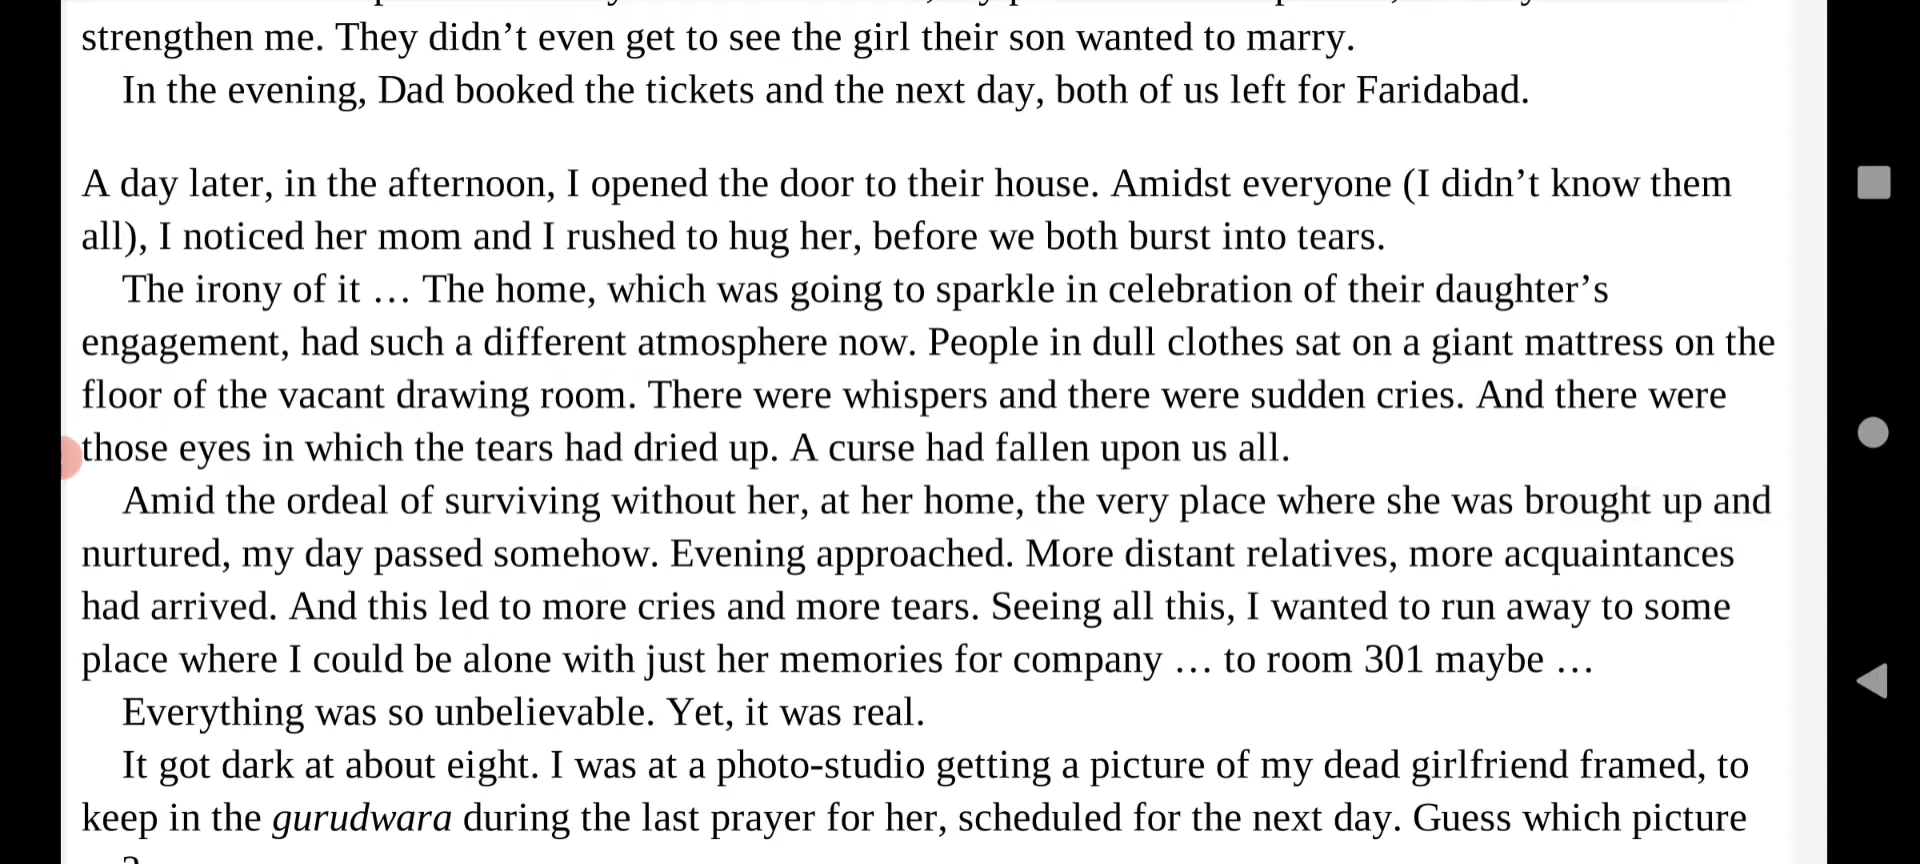 strengthen me. They didn’t even get to see the girl their son wanted to marry.
In the evening, Dad booked the tickets and the next day, both of us left for Faridabad.
A day later, in the afternoon, I opened the door to their house. Amidst everyone (I didn’t know them
all), I noticed her mom and I rushed to hug her, before we both burst into tears.
The irony of it … The home, which was going to sparkle in celebration of their daughter’s
engagement, had such a different atmosphere now. People in dull clothes sat on a giant mattress on the
floor of the vacant drawing room. There were whispers and there were sudden cries. And there were
those eyes in which the tears had dried up. A curse had fallen upon us all.
Amid the ordeal of surviving without her, at her home, the very place where she was brought up and
nurtured, my day passed somehow. Evening approached. More distant relatives, more acquaintances
had arrived. And this led to more cries and more tears. Seeing all this, I wanted to run away to some
place where I could be alone with just her memories for company … to room 301 maybe …
Everything was so unbelievable. Yet, it was real.
It got dark at about eight. I was at a photo-studio getting a picture of my dead girlfriend framed, to
keep in the gurudwara during the last prayer for her, scheduled for the next day. Guess which picture